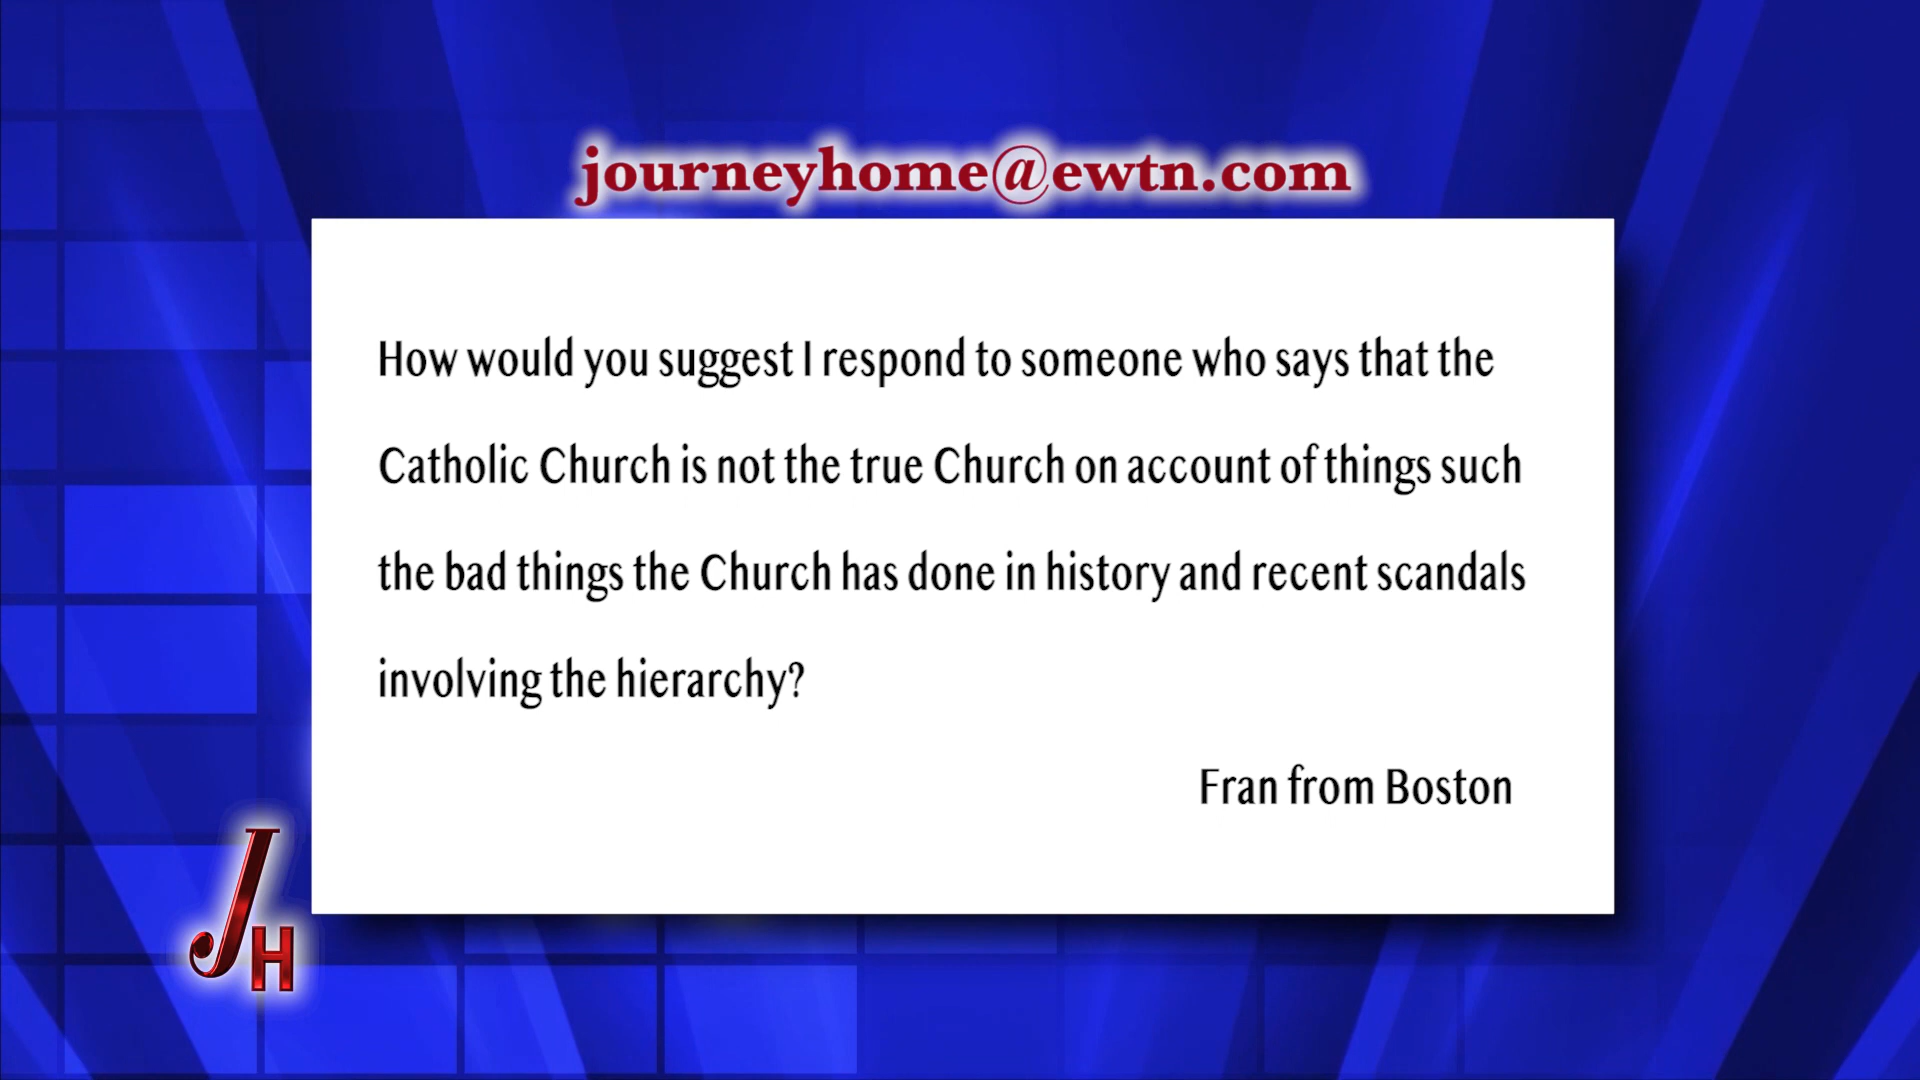 journeyhome@ewtn.com
How would you suggest I respond to someone who says that the
Catholic Church is not the true Church on account of things such
the bad things the Church has done in history and recent scandals
involving the hierarchy?
Fran from Boston
JH